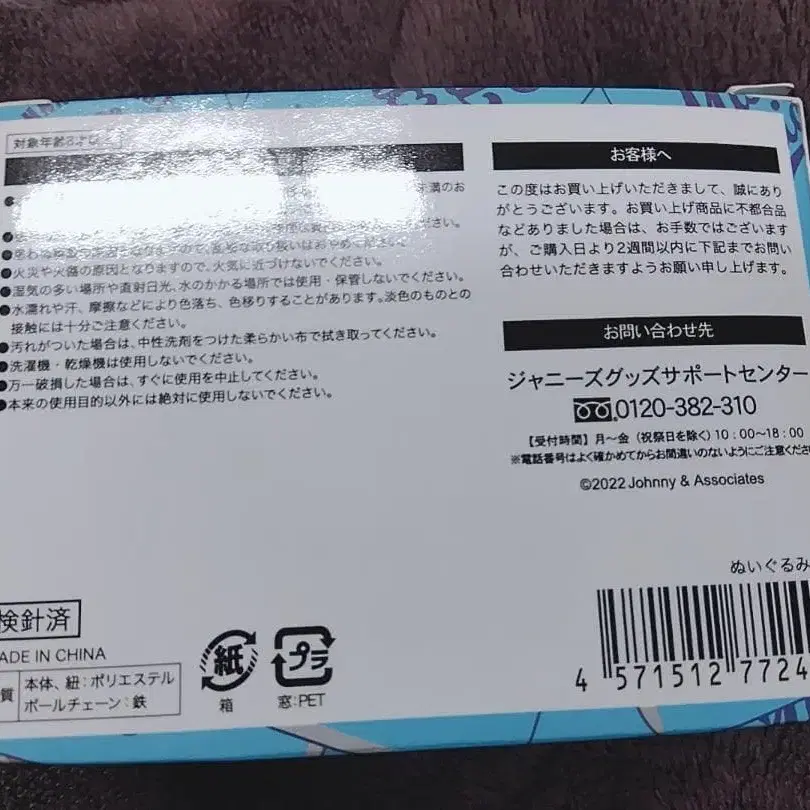 対象年齢
未満のお
●思わぬ
●火災や火傷の原因となりますので、火気に近づけないでください。
●湿気の多い場所や直射日光、水のかかる場所では使用・保管しないでください。
●水濡れや汗、摩擦などにより色落ち、色移りすることがあります。淡色のものとの
接触には十分ご注意ください。
●汚れがついた場合は、中性洗剤をつけた柔らかい布で拭き取ってください。
●洗濯機・乾燥機は使用しないでください。
●万一破損した場合は、すぐに使用を中止してください。
●本来の使用目的以外には絶対に使用しないでください。
お客様へ
この度はお買い上げいただきまして、誠にあり
がとうございます。お買い上げ商品に不都合品
などありました場合は、お手数ではございます
が、ご購入日より2週間以内に下記までお問い
合わせいただきますようお願い申し上げます。
お問い合わせ先
ジャニーズグッズサポートセンター
0120-382-310
【受付時間】月～金（祝祭日を除く）10：00～18：00
※電話番号はよく確かめてからお間違いのないようにご注意くださ
©2022 Johnny & Associates
ぬいぐるみ
4 571512 7724
検針済
MADE IN CHINA
質
本体、紐：ポリエステル
ボールチェーン：鉄
紙
箱
プラ
窓:PET